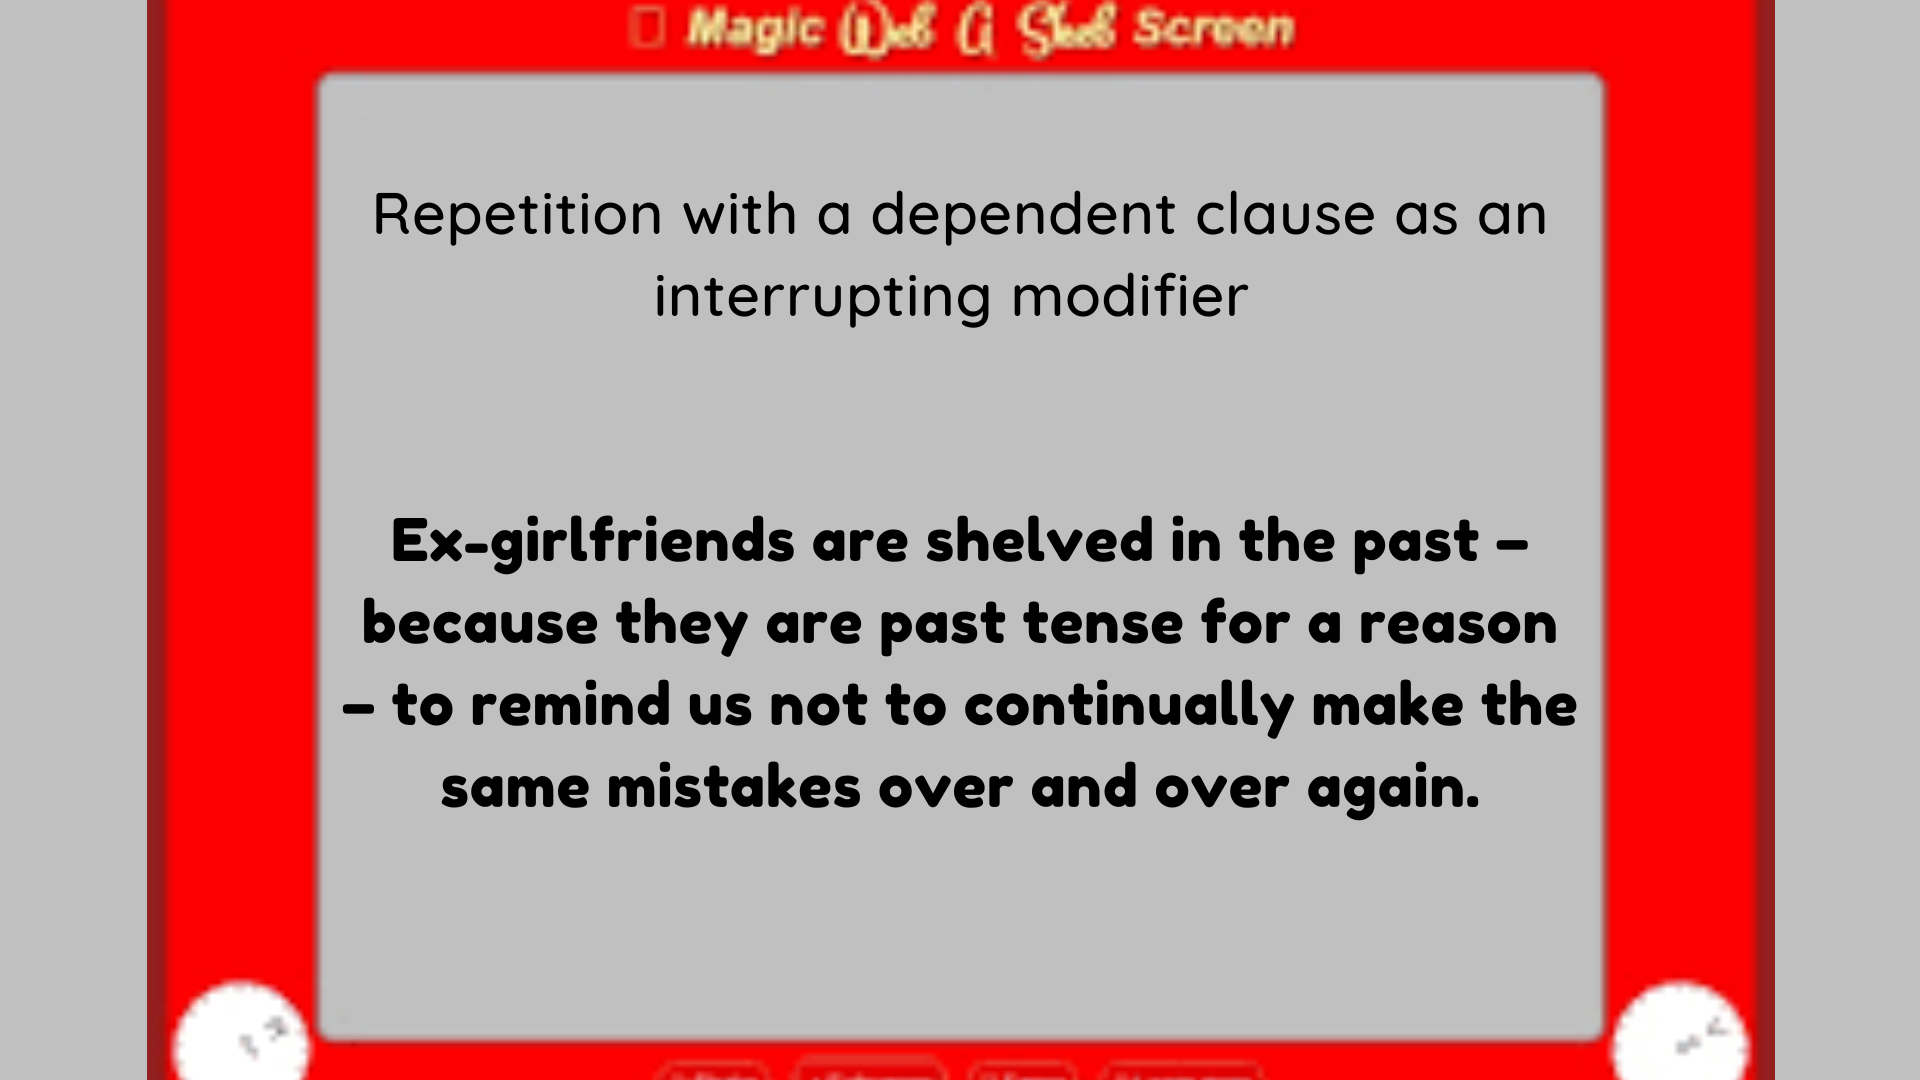 Magic Web A Sketch Screen
Repetition with a dependent clause as an
interrupting modifier
Ex-girlfriends are shelved in the past –
because they are past tense for a reason
– to remind us not to continually make the
same mistakes over and over again.